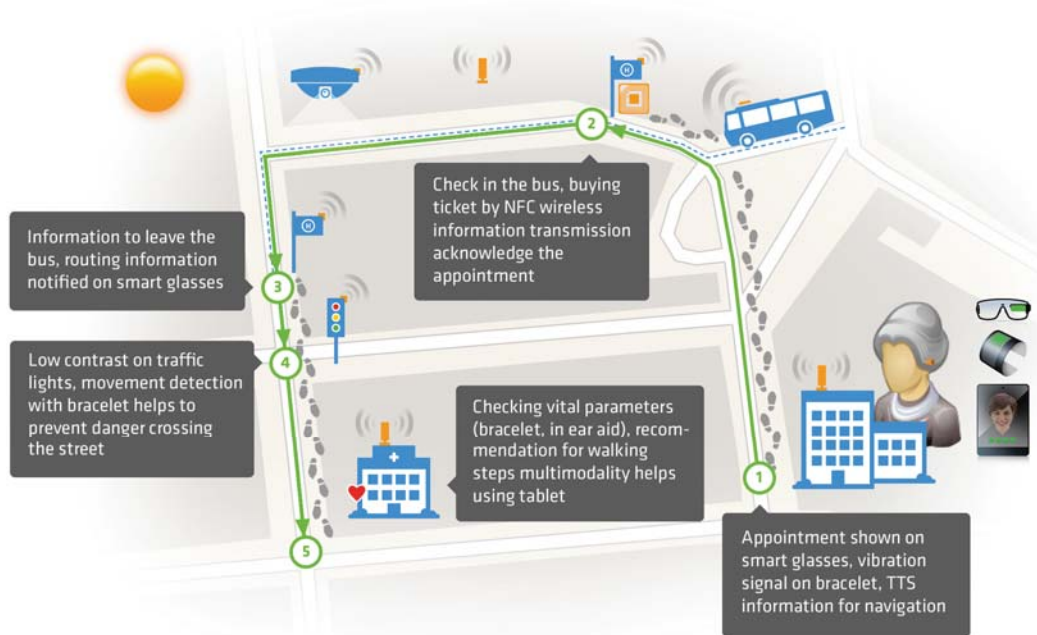 H
2
Check in the bus, buying
ticket by NFC wireless
information transmission
acknowledge the
appointment
Information to leave the
bus, routing information
notified on smart glasses
H
3
Low contrast on traffic
lights, movement detection
with bracelet helps to
prevent danger crossing
the street
4
Checking vital parameters
(bracelet, in ear aid), recom-
mendation for walking
steps multimodality helps
using tablet
1
5
Appointment shown on
smart glasses, vibration
signal on bracelet, TTS
information for navigation